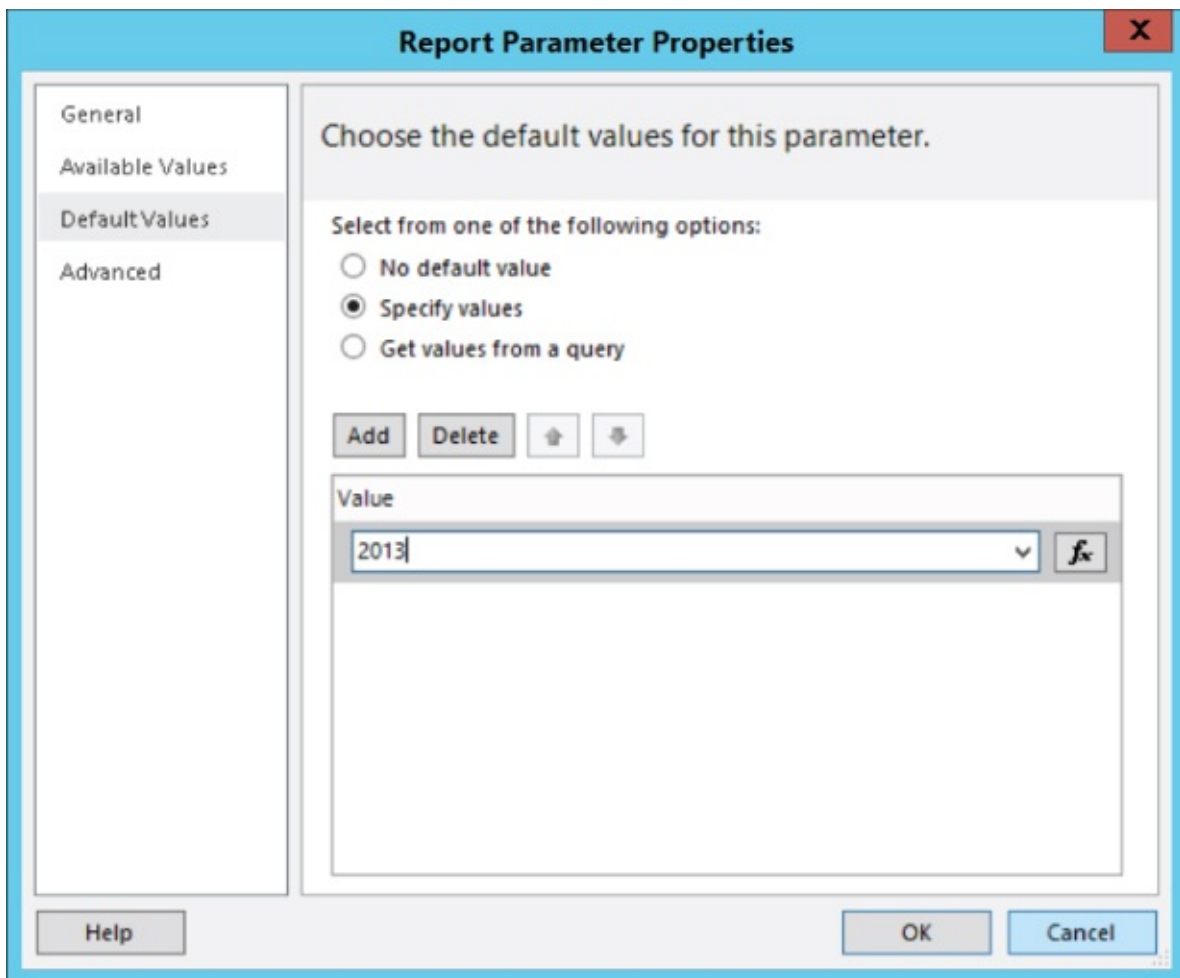 Report Parameter Properties
X
General
Available Values
Default Values
Advanced
Choose the default values for this parameter.
Select from one of the following options:
No default value
Specify values
Get values from a query
Add Delete
Value
2013 fx
Help OK Cancel